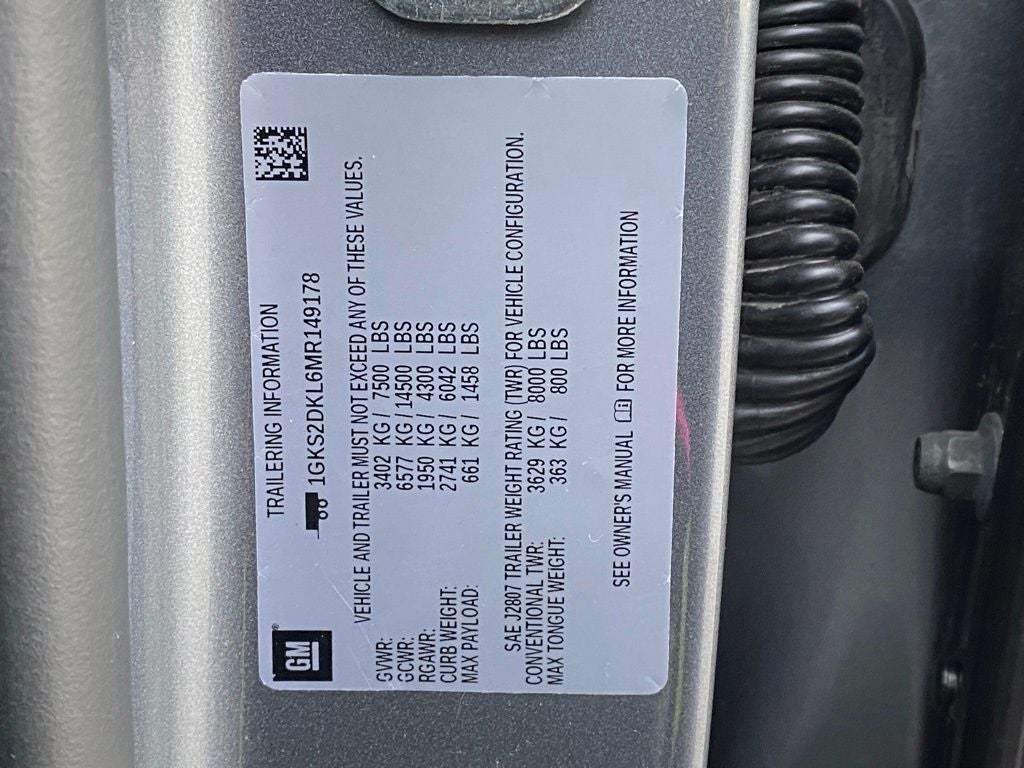 GM ®
TRAILERING INFORMATION
1GKS2DKL6MR149178
VEHICLE AND TRAILER MUST NOT EXCEED ANY OF THESE VALUES.
GVWR: 3402 KG / 7500 LBS
GCWR: 6577 KG / 14500 LBS
RGAWR: 1950 KG / 4300 LBS
CURB WEIGHT: 2741 KG / 6042 LBS
MAX PAYLOAD: 661 KG / 1458 LBS
SAE J2807 TRAILER WEIGHT RATING (TWR) FOR VEHICLE CONFIGURATION.
CONVENTIONAL TWR: 3629 KG / 8000 LBS
MAX TONGUE WEIGHT: 363 KG / 800 LBS
SEE OWNER'S MANUAL FOR MORE INFORMATION